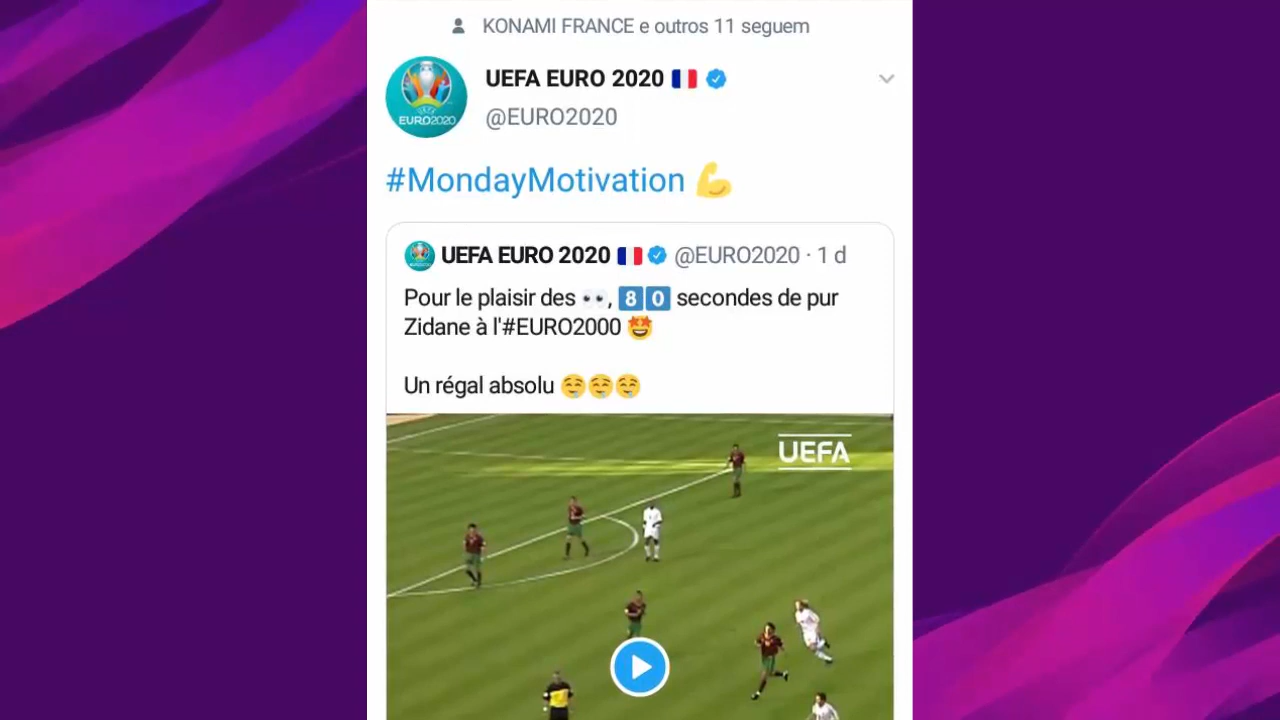 KONAMI FRANCE e outros 11 seguem
UEFA EURO 2020 🇫🇷
@EURO2020
EURO2020
#MondayMotivation 💪
UEFA EURO 2020 🇫🇷 @EURO2020 · 1 d
Pour le plaisir des 👀, 8️⃣0️⃣ secondes de pur
Zidane à l'#EURO2000 🤩
Un régal absolu 🤤🤤🤤
UEFA